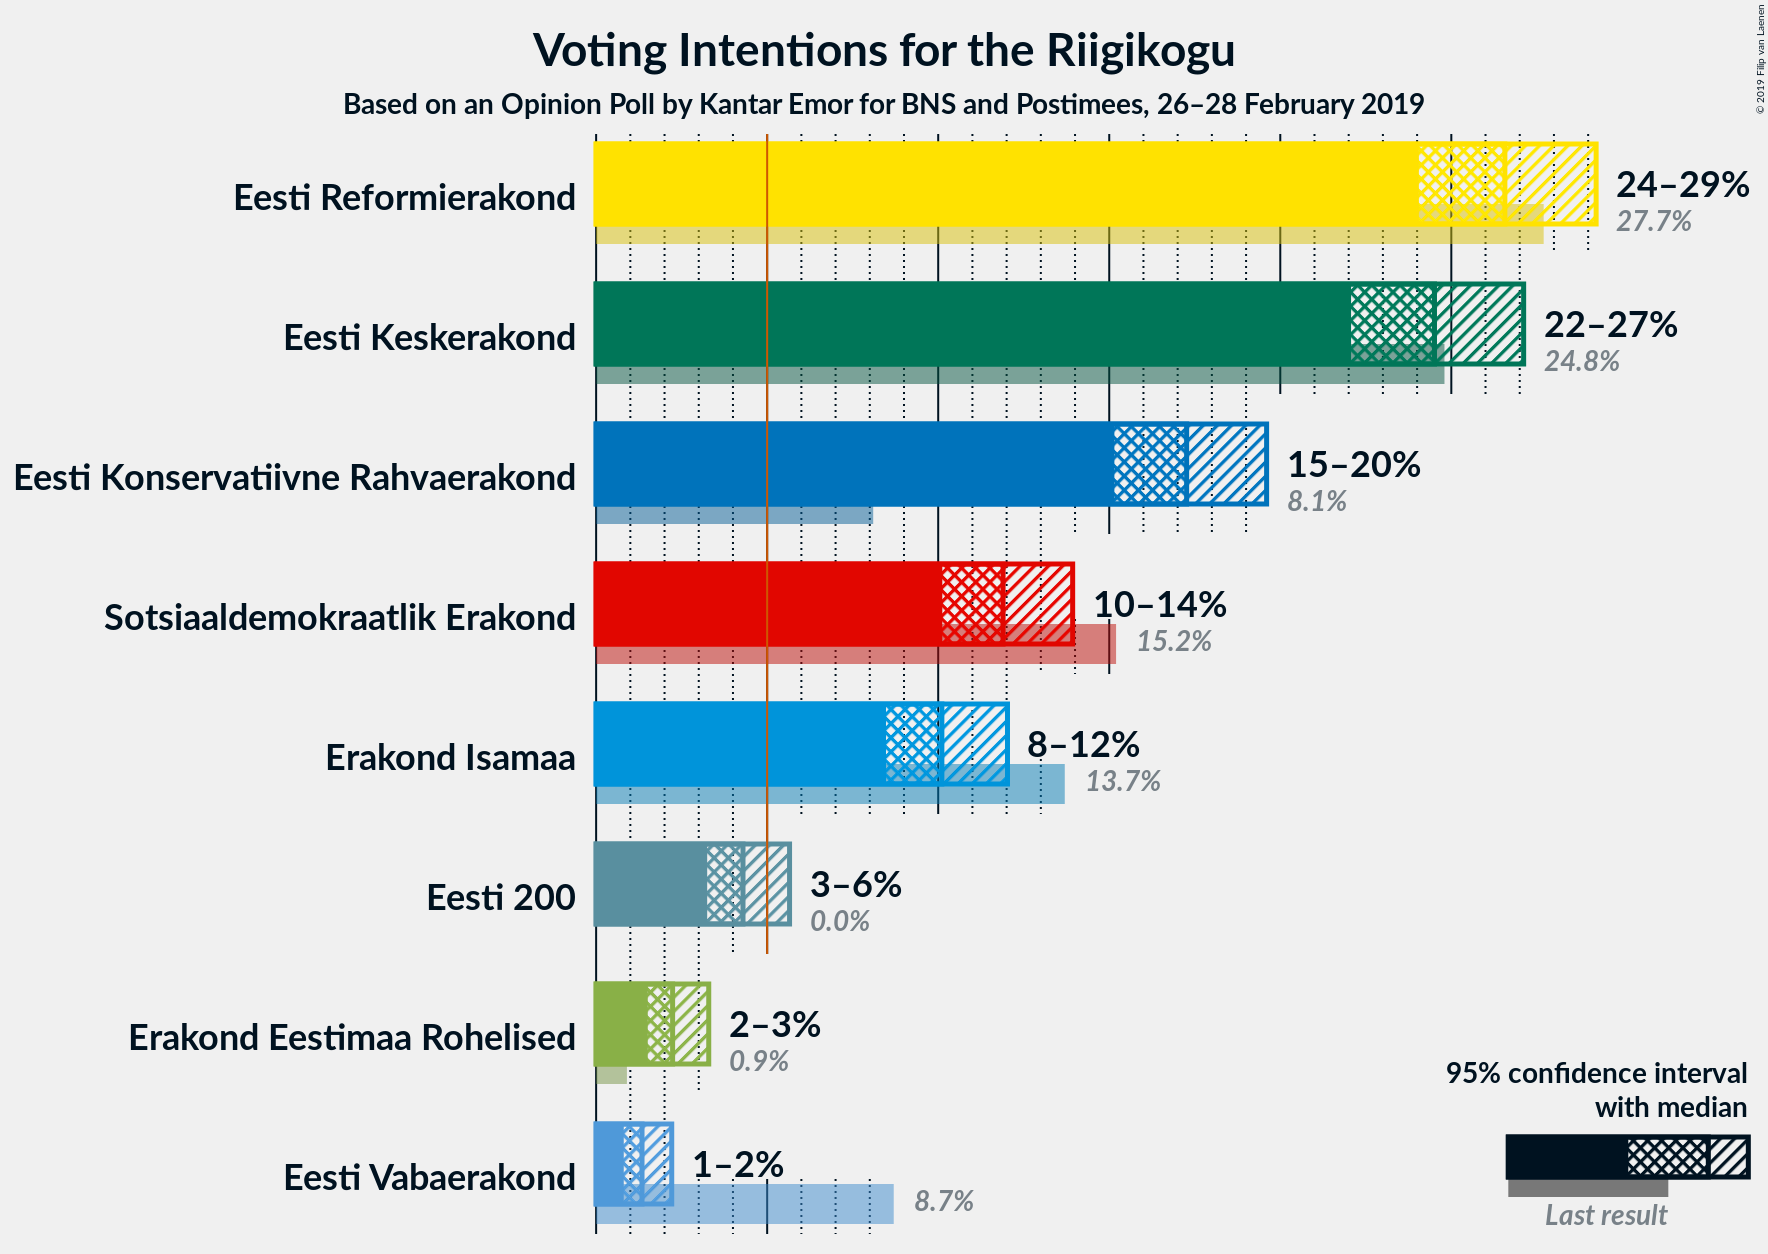 Voting Intentions for the Riigikogu
Based on an Opinion Poll by Kantar Emor for BNS and Postimees, 26–28 February 2019
© 2019 Filip van Laenen
Eesti Reformierakond
24–29%
27.7%
Eesti Keskerakond
22–27%
24.8%
Eesti Konservatiivne Rahvaerakond
15–20%
8.1%
Sotsiaaldemokraatlik Erakond
10–14%
15.2%
Erakond Isamaa
8–12%
13.7%
Eesti 200
3–6%
0.0%
Erakond Eestimaa Rohelised
2–3%
0.9%
Eesti Vabaerakond
1–2%
8.7%
95% confidence interval
with median
Last result